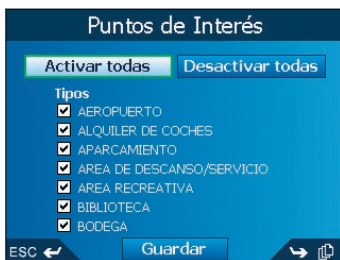 Puntos de Interés
Activar todas Desactivar todas
Tipos
AEROPUERTO
ALQUILER DE COCHES
APARCAMIENTO
AREA DE DESCANSO/SERVICIO
AREA RECREATIVA
BIBLIOTECA
BODEGA
ESC Guardar